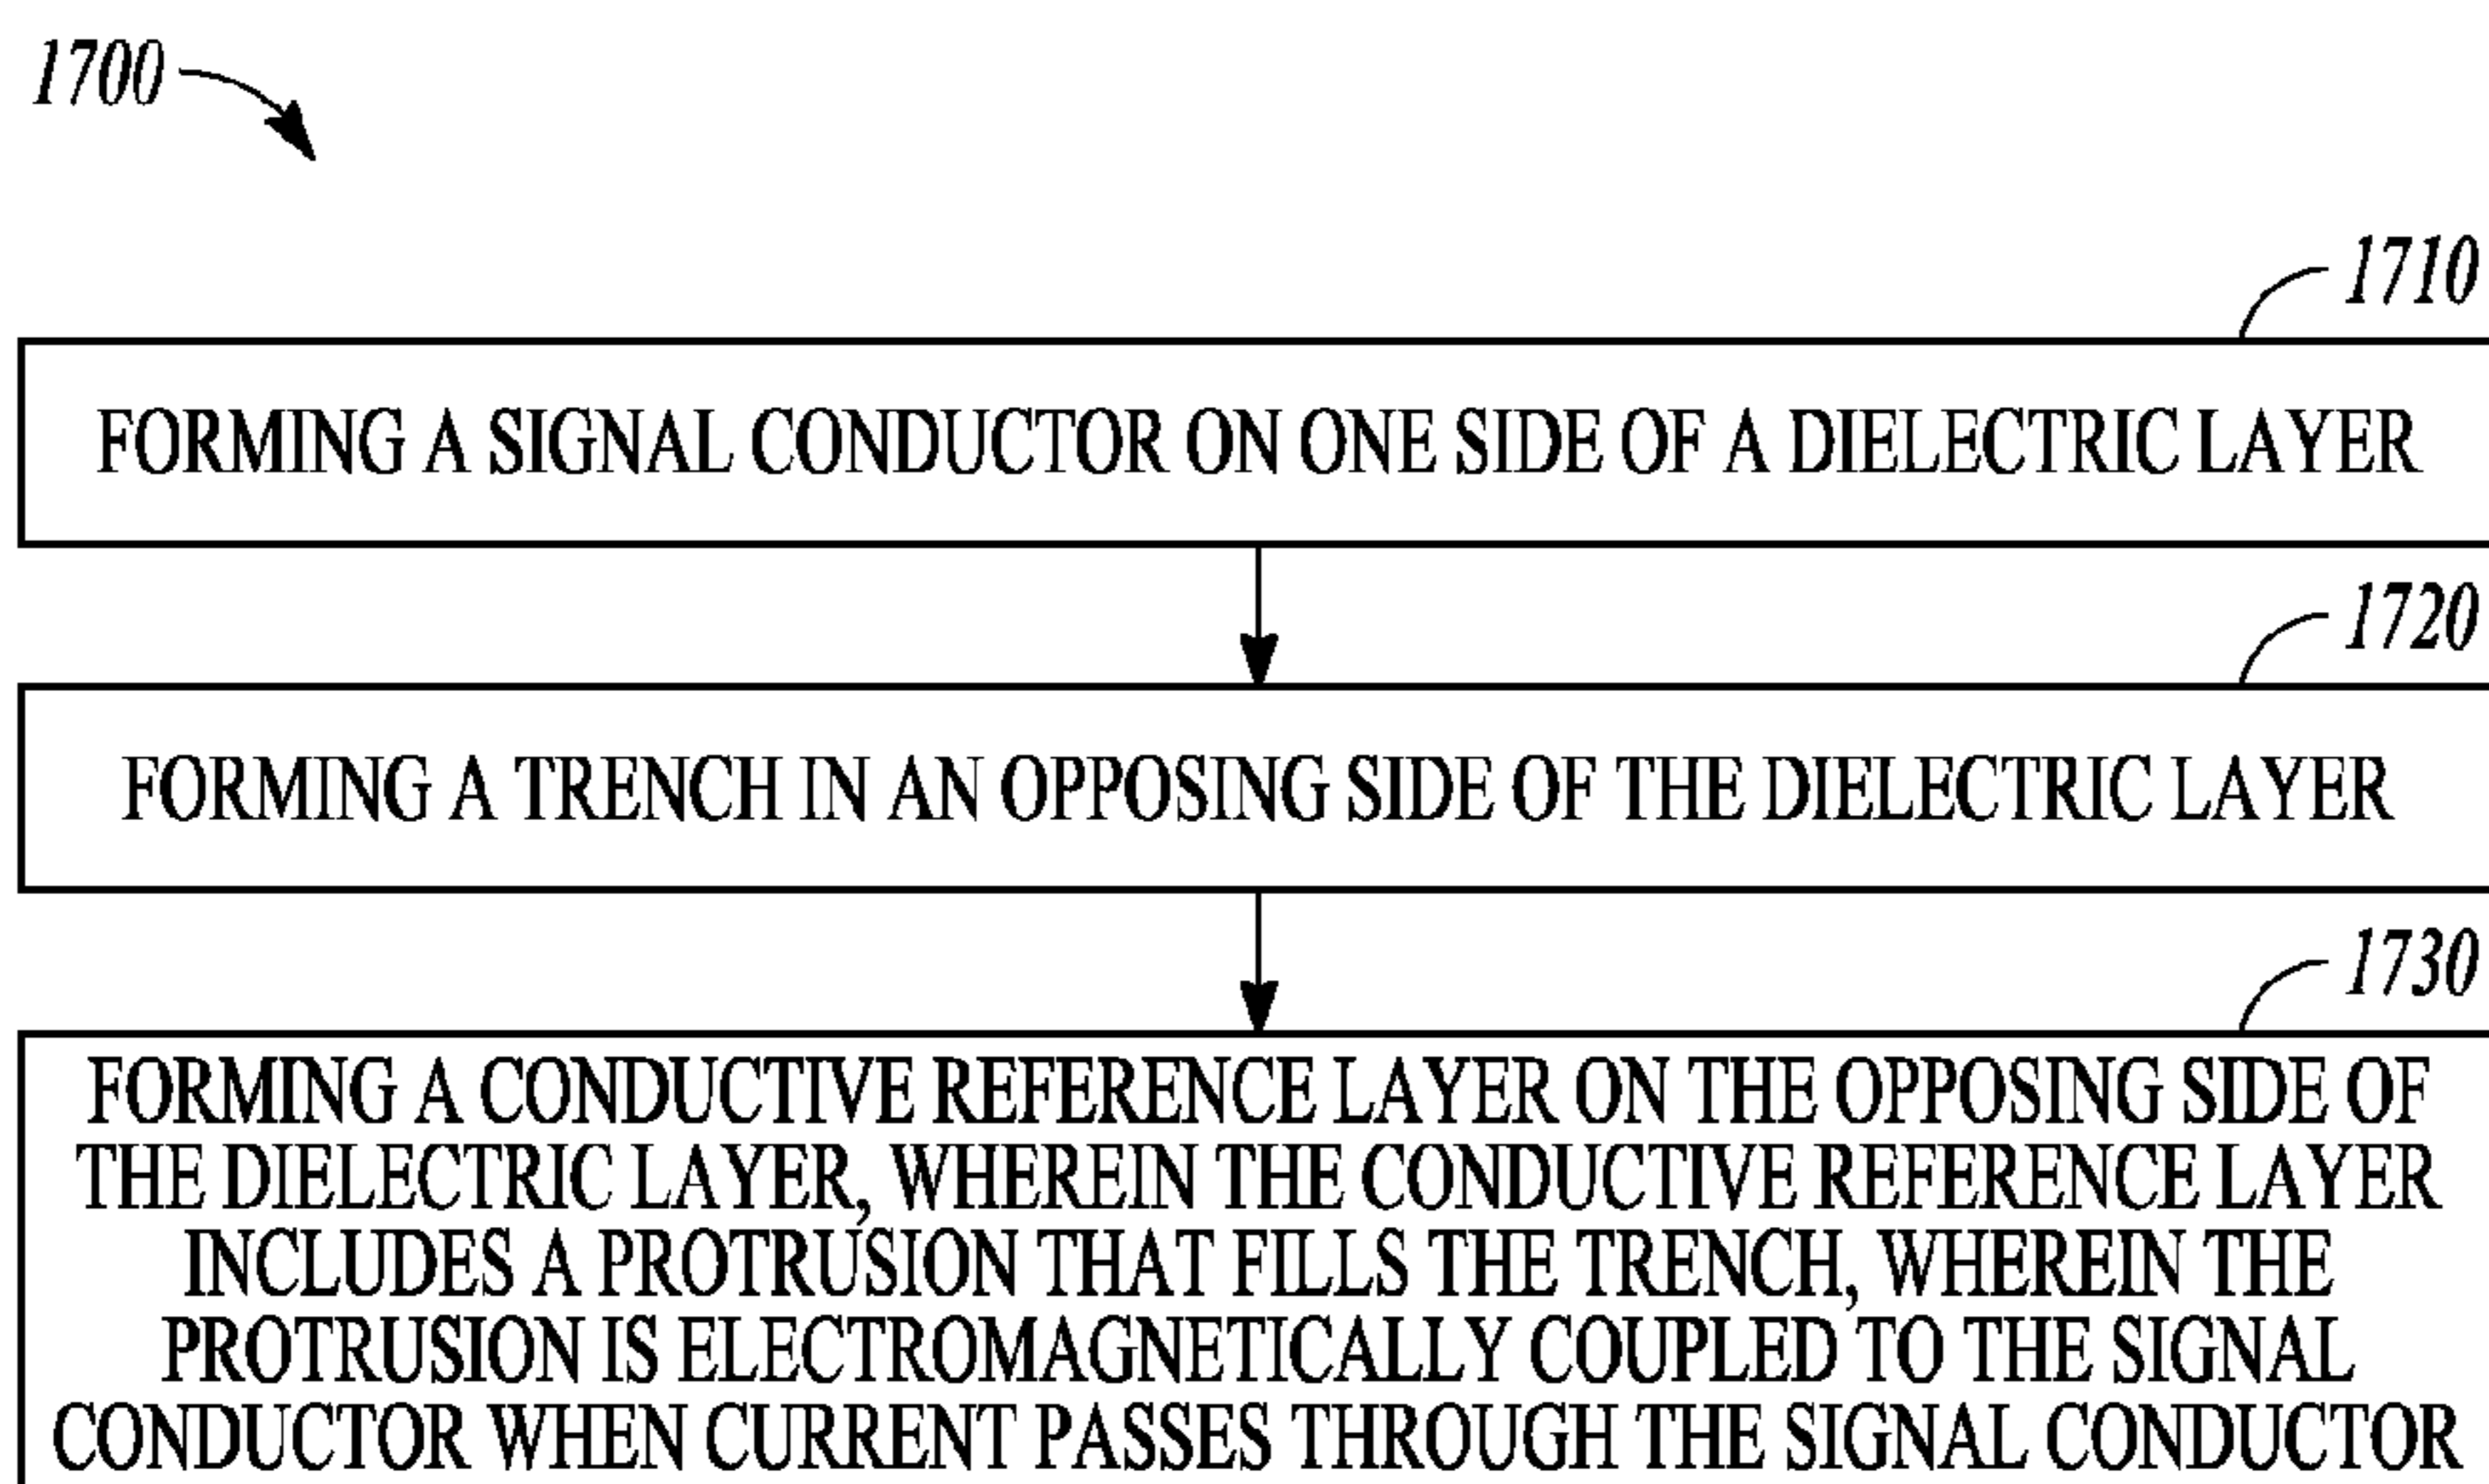 1700
1710
FORMING A SIGNAL CONDUCTOR ON ONE SIDE OF A DIELECTRIC LAYER
1720
FORMING A TRENCH IN AN OPPOSING SIDE OF THE DIELECTRIC LAYER
1730
FORMING A CONDUCTIVE REFERENCE LAYER ON THE OPPOSING SIDE OF
THE DIELECTRIC LAYER, WHEREIN THE CONDUCTIVE REFERENCE LAYER
INCLUDES A PROTRUSION THAT FILLS THE TRENCH, WHEREIN THE
PROTRUSION IS ELECTROMAGNETICALLY COUPLED TO THE SIGNAL
CONDUCTOR WHEN CURRENT PASSES THROUGH THE SIGNAL CONDUCTOR